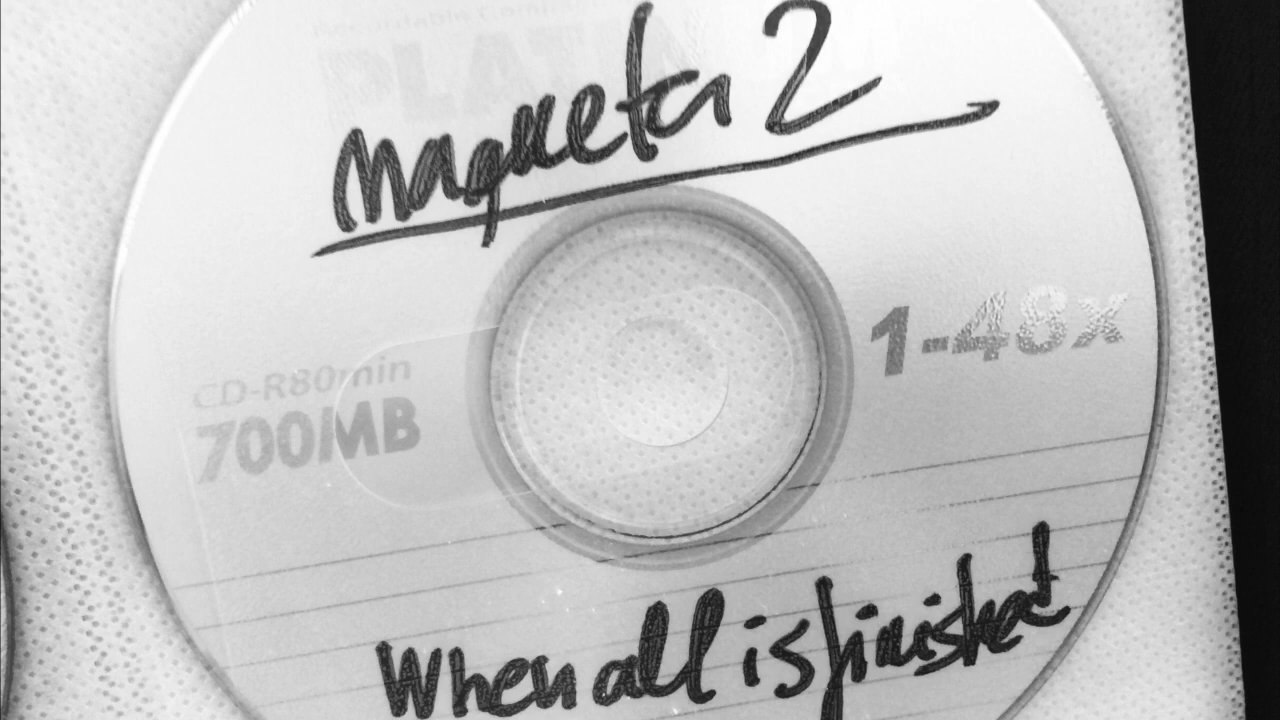 Maqueta 2
1-48x
CD-R80min
700MB
When all is finished